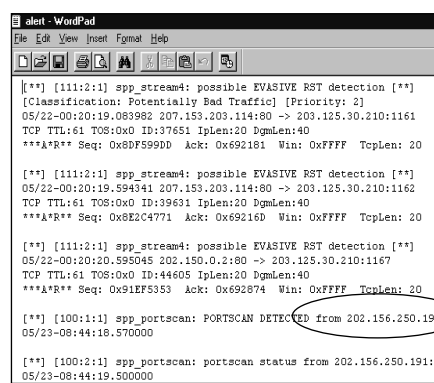 alert - WordPad
File Edit View Insert Format Help
[**] [111:2:1] spp_stream4: possible EVASIVE RST detection [**]
[Classification: Potentially Bad Traffic] [Priority: 2]
05/22-00:20:19.083982 207.153.203.114:80 -> 203.125.30.210:1161
TCP TTL:61 TOS:0x0 ID:37651 IpLen:20 DgmLen:40
***A*R** Seq: 0x8DF599DD Ack: 0x692181 Win: 0xFFFF TcpLen: 20
[**] [111:2:1] spp_stream4: possible EVASIVE RST detection [**]
05/22-00:20:19.594341 207.153.203.114:80 -> 203.125.30.210:1162
TCP TTL:61 TOS:0x0 ID:39631 IpLen:20 DgmLen:40
***A*R** Seq: 0x8E2C4771 Ack: 0x69216D Win: 0xFFFF TcpLen: 20
[**] [111:2:1] spp_stream4: possible EVASIVE RST detection [**]
05/22-00:20:20.595045 202.150.0.2:80 -> 203.125.30.210:1167
TCP TTL:61 TOS:0x0 ID:44605 IpLen:20 DgmLen:40
***A*R** Seq: 0x91EF5353 Ack: 0x692874 Win: 0xFFFF TcpLen: 20
[**] [100:1:1] spp_portscan: PORTSCAN DETECTED from 202.156.250.19
05/23-08:44:18.570000
[**] [100:2:1] spp_portscan: portscan status from 202.156.250.191:
05/23-08:44:19.500000